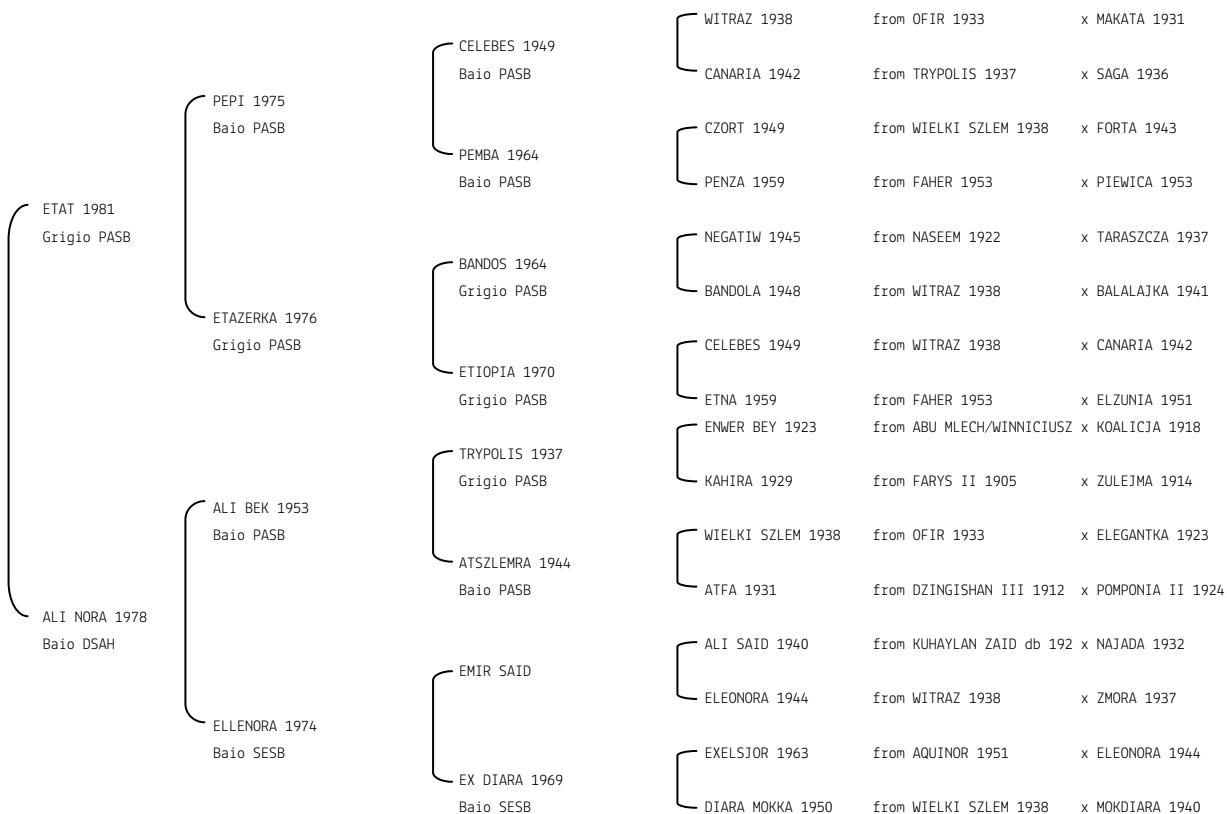 WITRAZ 1938 from OFIR 1933 x MAKATA 1931
CELEBES 1949
Baio PASB CANARIA 1942 from TRYPOLIS 1937 x SAGA 1936
PEPI 1975
Baio PASB CZORT 1949 from WIELKI SZLEM 1938 x FORTA 1943
PEMBA 1964
Baio PASB PENZA 1959 from FAHER 1953 x PIEWICA 1953
ETAT 1981
Grigio PASB NEGATIW 1945 from NASEEM 1922 x TARASZCZA 1937
BANDOS 1964
Grigio PASB BANDOLA 1948 from WITRAZ 1938 x BALALAJKA 1941
ETAZERKA 1976
Grigio PASB CELEBES 1949 from WITRAZ 1938 x CANARIA 1942
ETIOPIA 1970
Grigio PASB ETNA 1959 from FAHER 1953 x ELZUNIA 1951
ENWER BEY 1923 from ABU MLECH/WINNICIUSZ x KOALICJA 1918
TRYPOLIS 1937
Grigio PASB KAHIRA 1929 from FARYS II 1905 x ZULEJMA 1914
ALI BEK 1953
Baio PASB WIELKI SZLEM 1938 from OFIR 1933 x ELEGANTKA 1923
ATSZLEMRA 1944
Baio PASB ATFA 1931 from DZINGISHAN III 1912 x POMPONIA II 1924
ALI NORA 1978
Baio DSAH ALI SAID 1940 from KUHAYLAN ZAID db 192 x NAJADA 1932
EMIR SAID
ELEONORA 1944 from WITRAZ 1938 x ZMORA 1937
ELLENORA 1974
Baio SESB EXELSJOR 1963 from AQUINOR 1951 x ELEONORA 1944
EX DIARA 1969
Baio SESB DIARA MOKKA 1950 from WIELKI SZLEM 1938 x MOKDIARA 1940